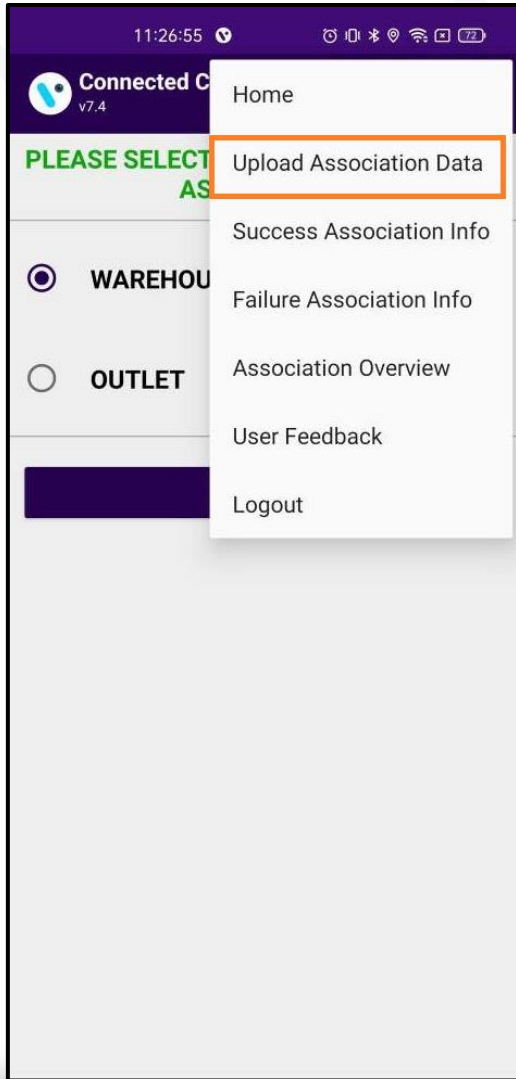 11:26:55
72
Connected C
v7.4
Home
PLEASE SELECT
AS
Upload Association Data
Success Association Info
WAREHOU
Failure Association Info
OUTLET
Association Overview
User Feedback
Logout